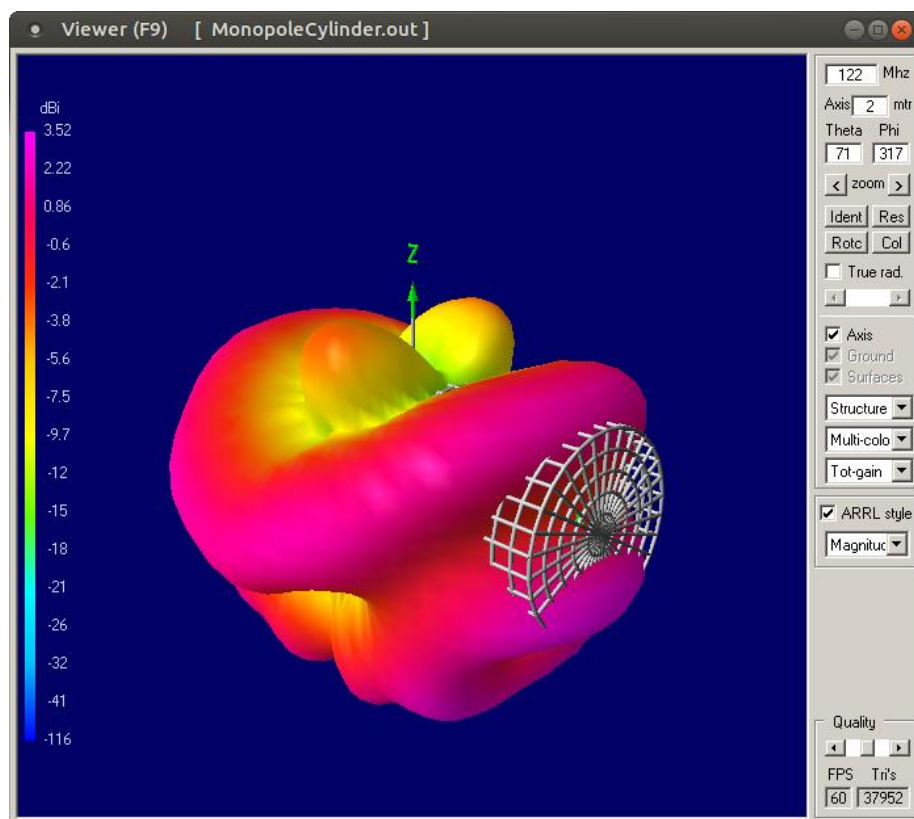 Viewer (F9) [ MonopoleCylinder.out ]
dBi
3.52
2.22
0.86
-0.6
-2.1
-3.8
-5.6
-7.5
-9.7
-12
-15
-18
-21
-26
-32
-41
-116
Z
122 Mhz
Axis 2 mtr
Theta Phi
71 317
< zoom >
Ident Res
Rotc Col
True rad.
Axis
Ground
Surfaces
Structure
Multi-colo
Tot-gain
ARRL style
Magnituc
Quality
FPS Tri's
60 37952